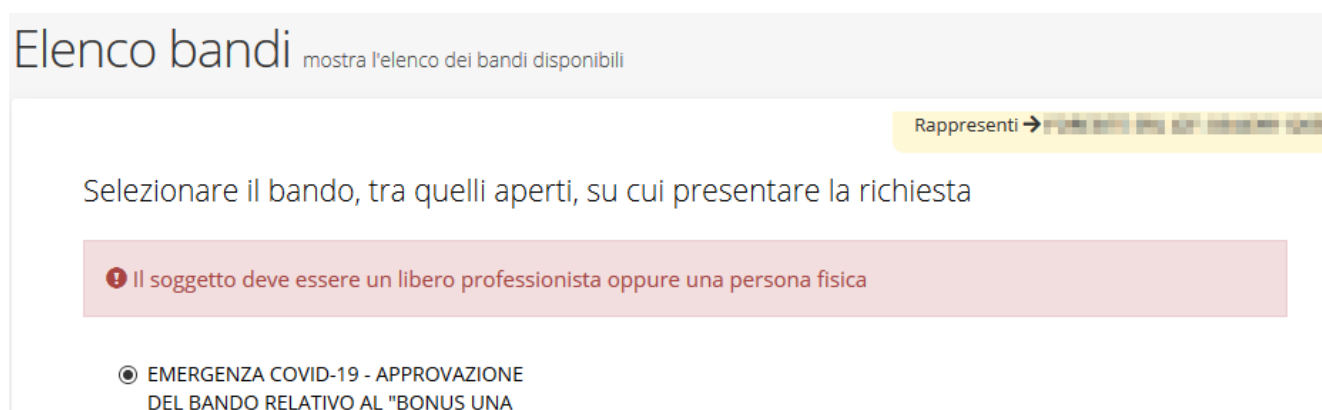 Elenco bandi mostra l'elenco dei bandi disponibili
Rappresenti
Selezionare il bando, tra quelli aperti, su cui presentare la richiesta
Il soggetto deve essere un libero professionista oppure una persona fisica
EMERGENZA COVID-19 - APPROVAZIONE
DEL BANDO RELATIVO AL "BONUS UNA